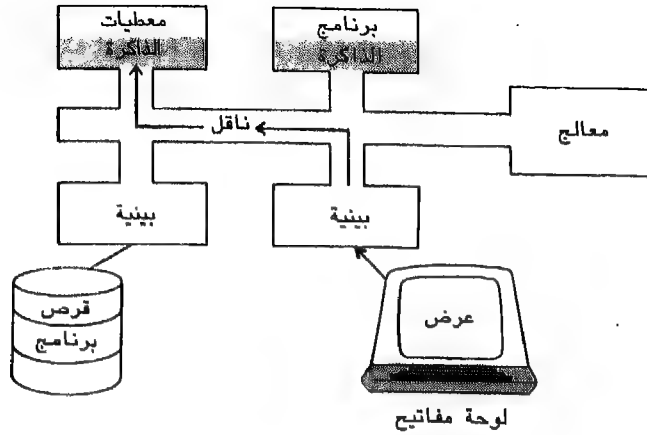 برنامج
الذاكرة
معطيات
الذاكرة
معالج
ناقل
بينية
بينية
عرض
قرص
برنامج
لوحة مفاتيح